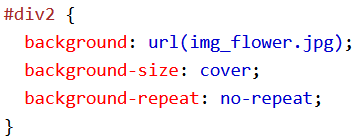 #div2 {
  background: url(img_flower.jpg);
  background-size: cover;
  background-repeat: no-repeat;
}